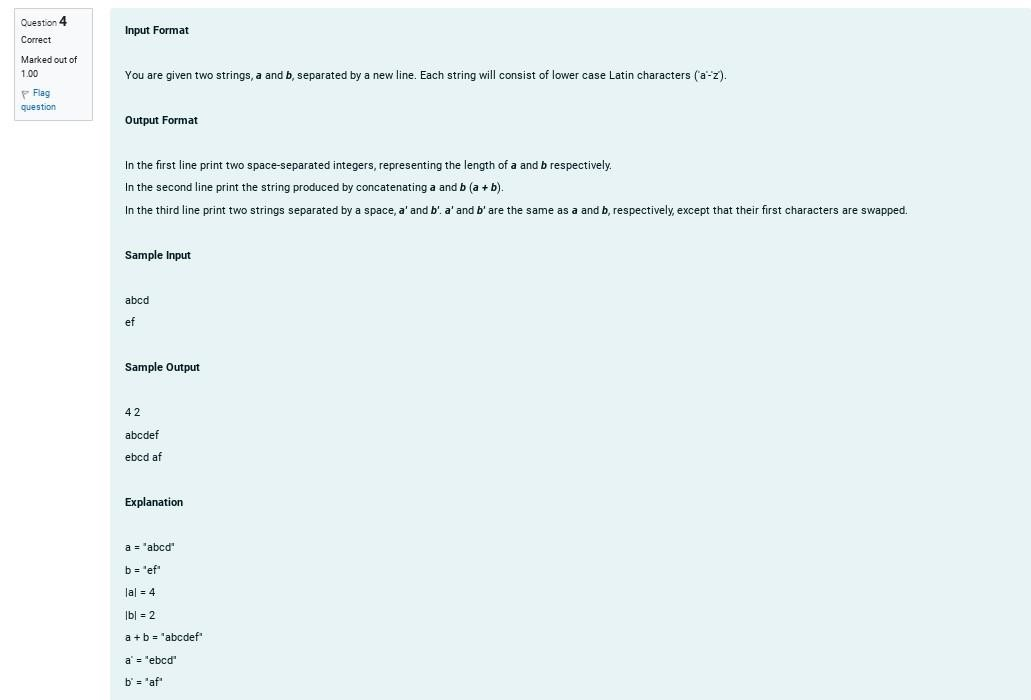 Question 4
Correct
Marked out of
1.00
Flag
question
Input Format
You are given two strings, a and b, separated by a new line. Each string will consist of lower case Latin characters ('a'-'z').
Output Format
In the first line print two space-separated integers, representing the length of a and b respectively.
In the second line print the string produced by concatenating a and b (a + b).
In the third line print two strings separated by a space, a' and b'. a' and b' are the same as a and b, respectively, except that their first characters are swapped.
Sample Input
abcd
ef
Sample Output
4 2
abcdef
ebcd af
Explanation
a = "abcd"
b = "ef"
|a| = 4
|b| = 2
a + b = "abcdef"
a' = "ebcd"
b' = "af"